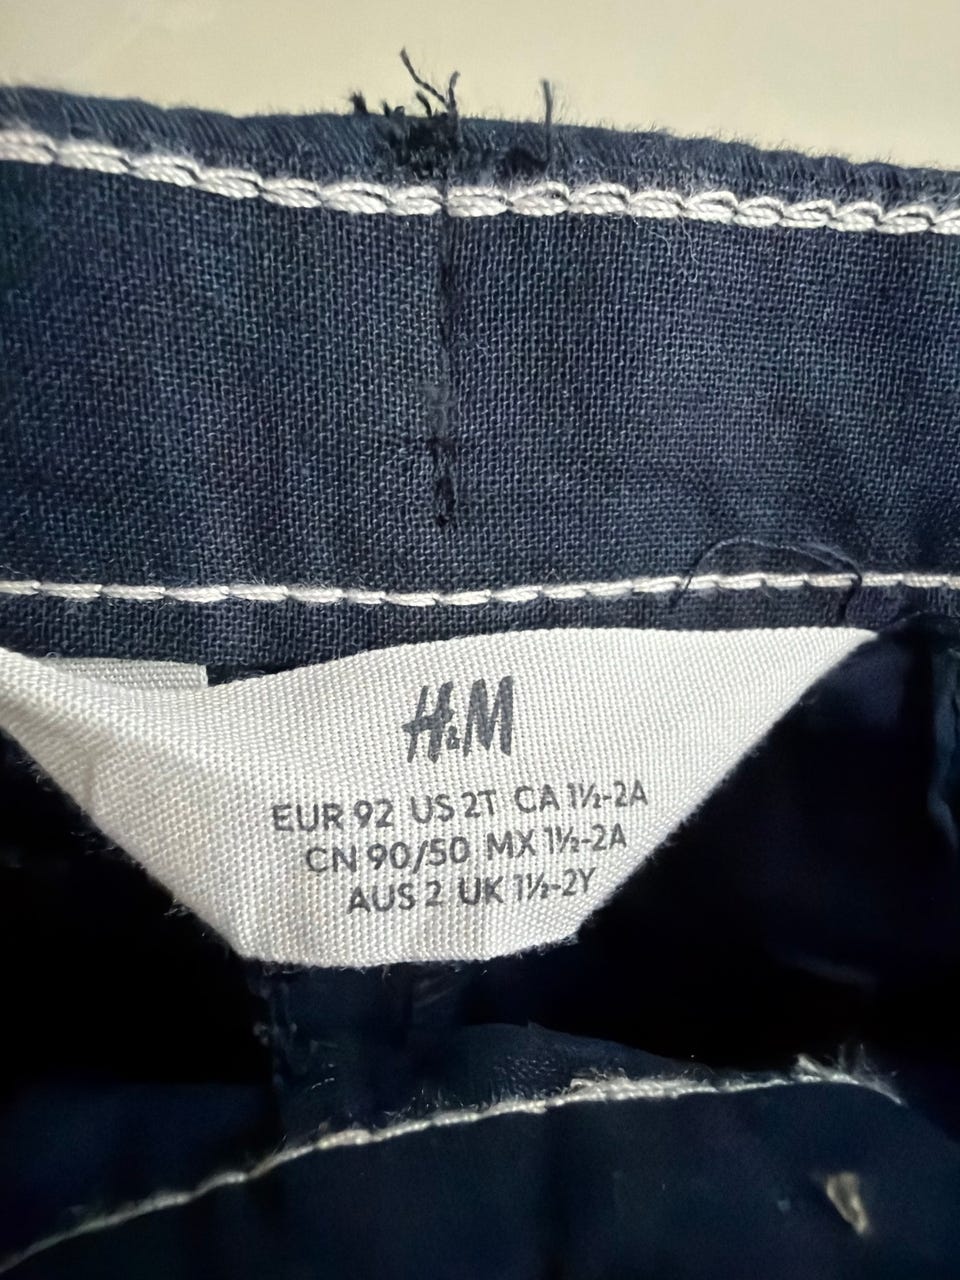 H&M
EUR 92 US 2T CA 1½-2A
CN 90/50 MX 1½-2A
AUS 2 UK 1½-2Y